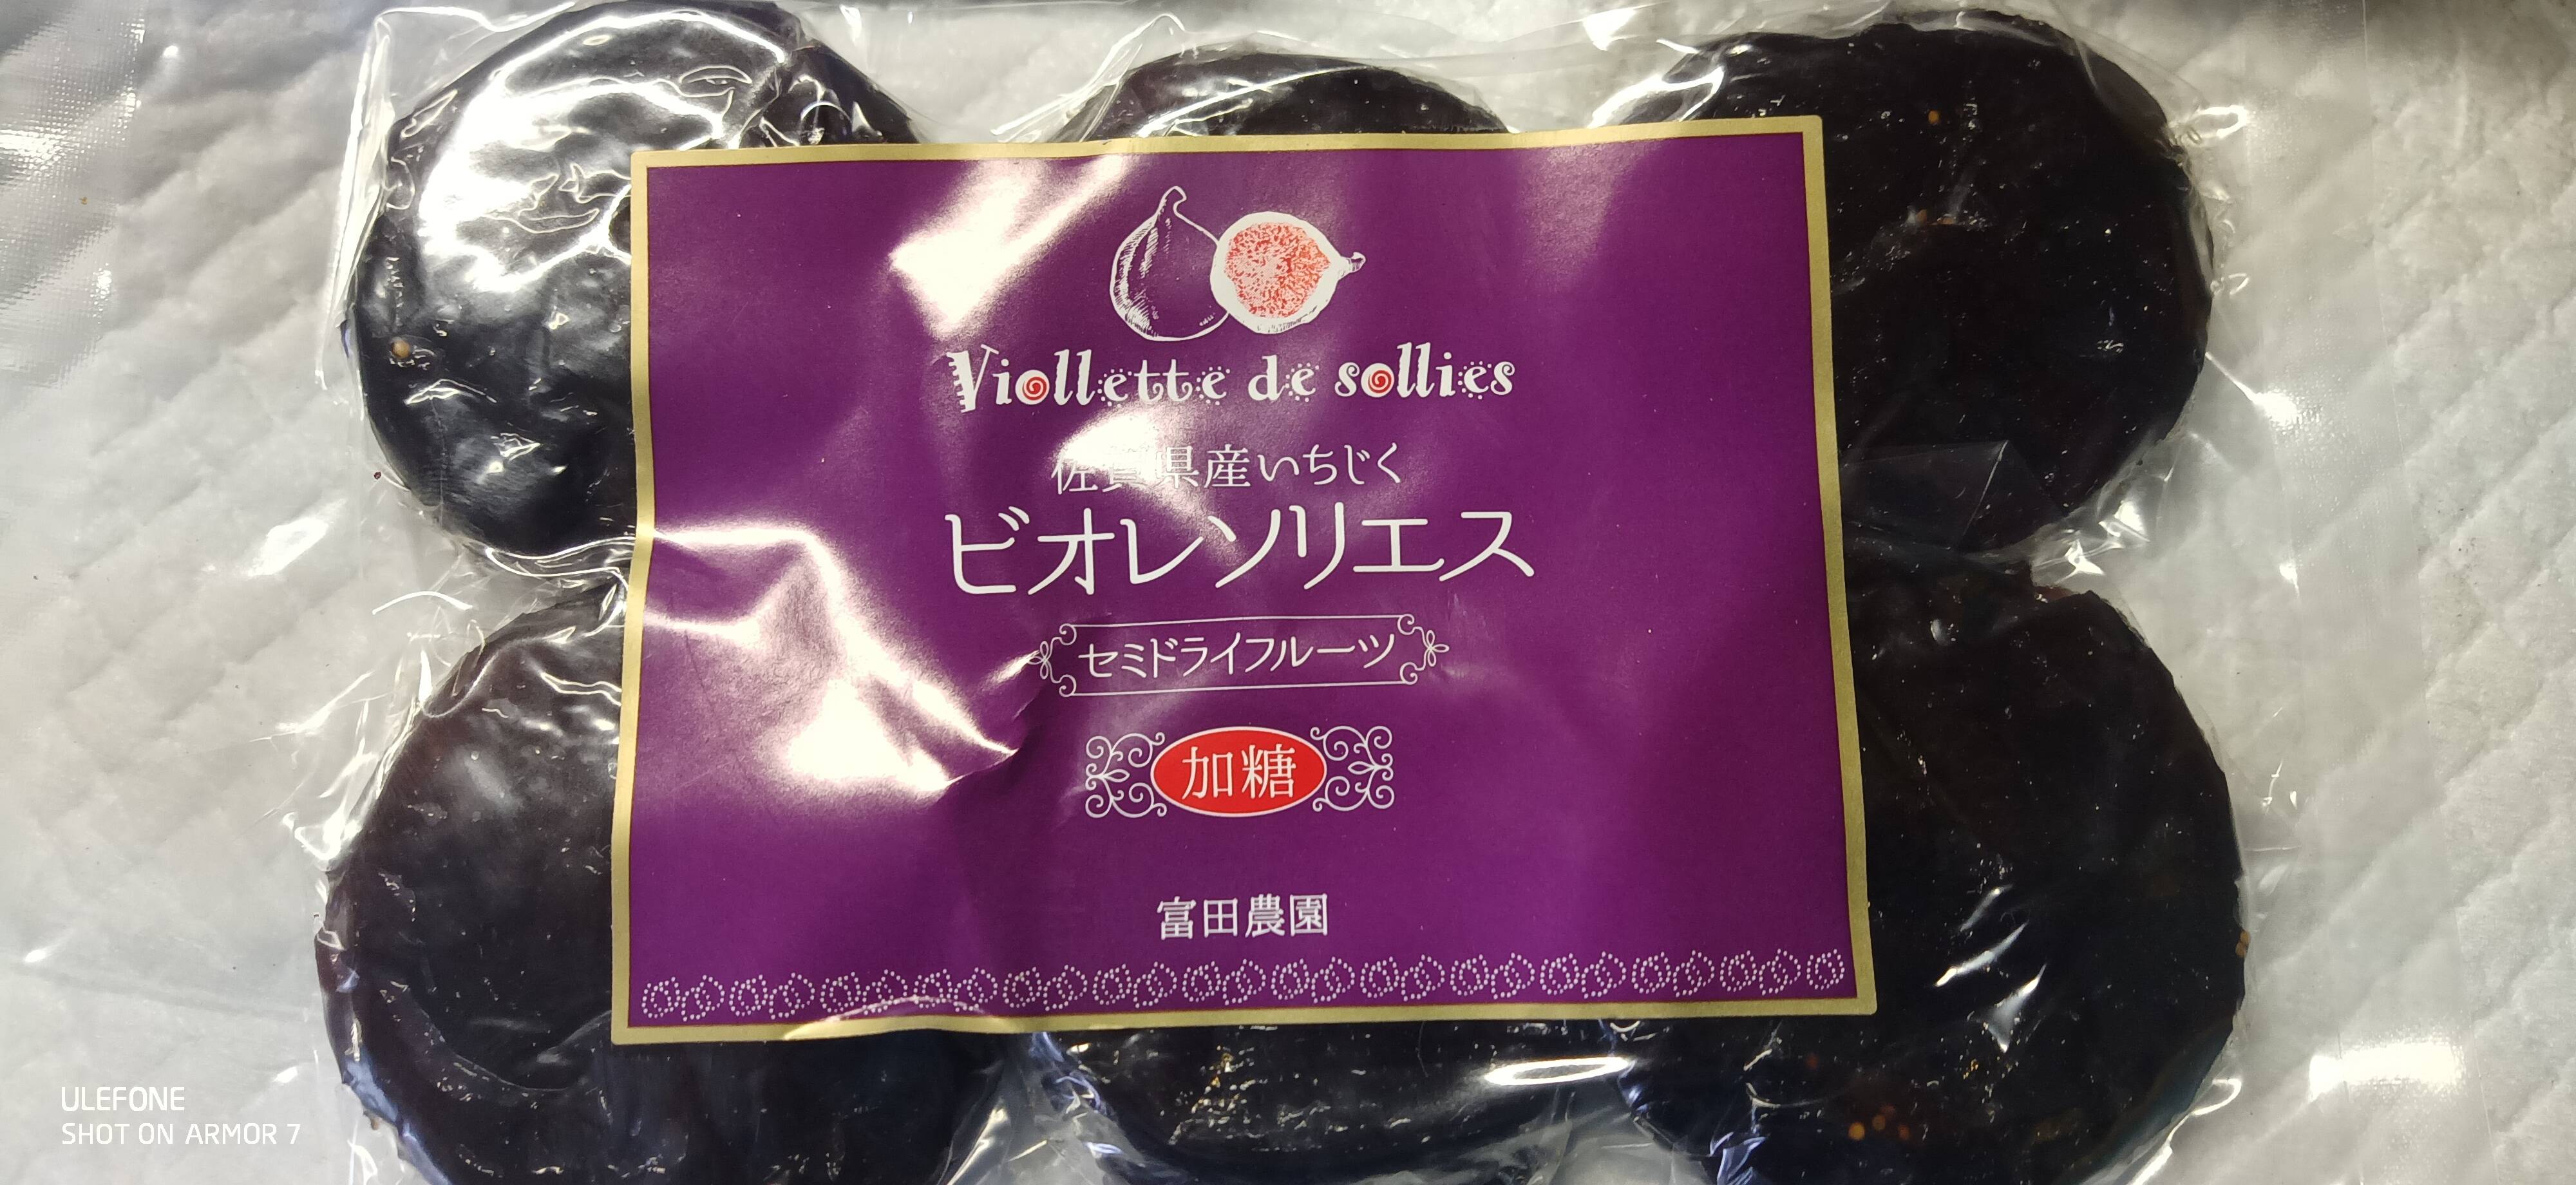 Viollette de sollies
佐賀県産いちじく
ビオレソリエス
セミドライフルーツ
加糖
富田農園
ULEFONE
SHOT ON ARMOR 7